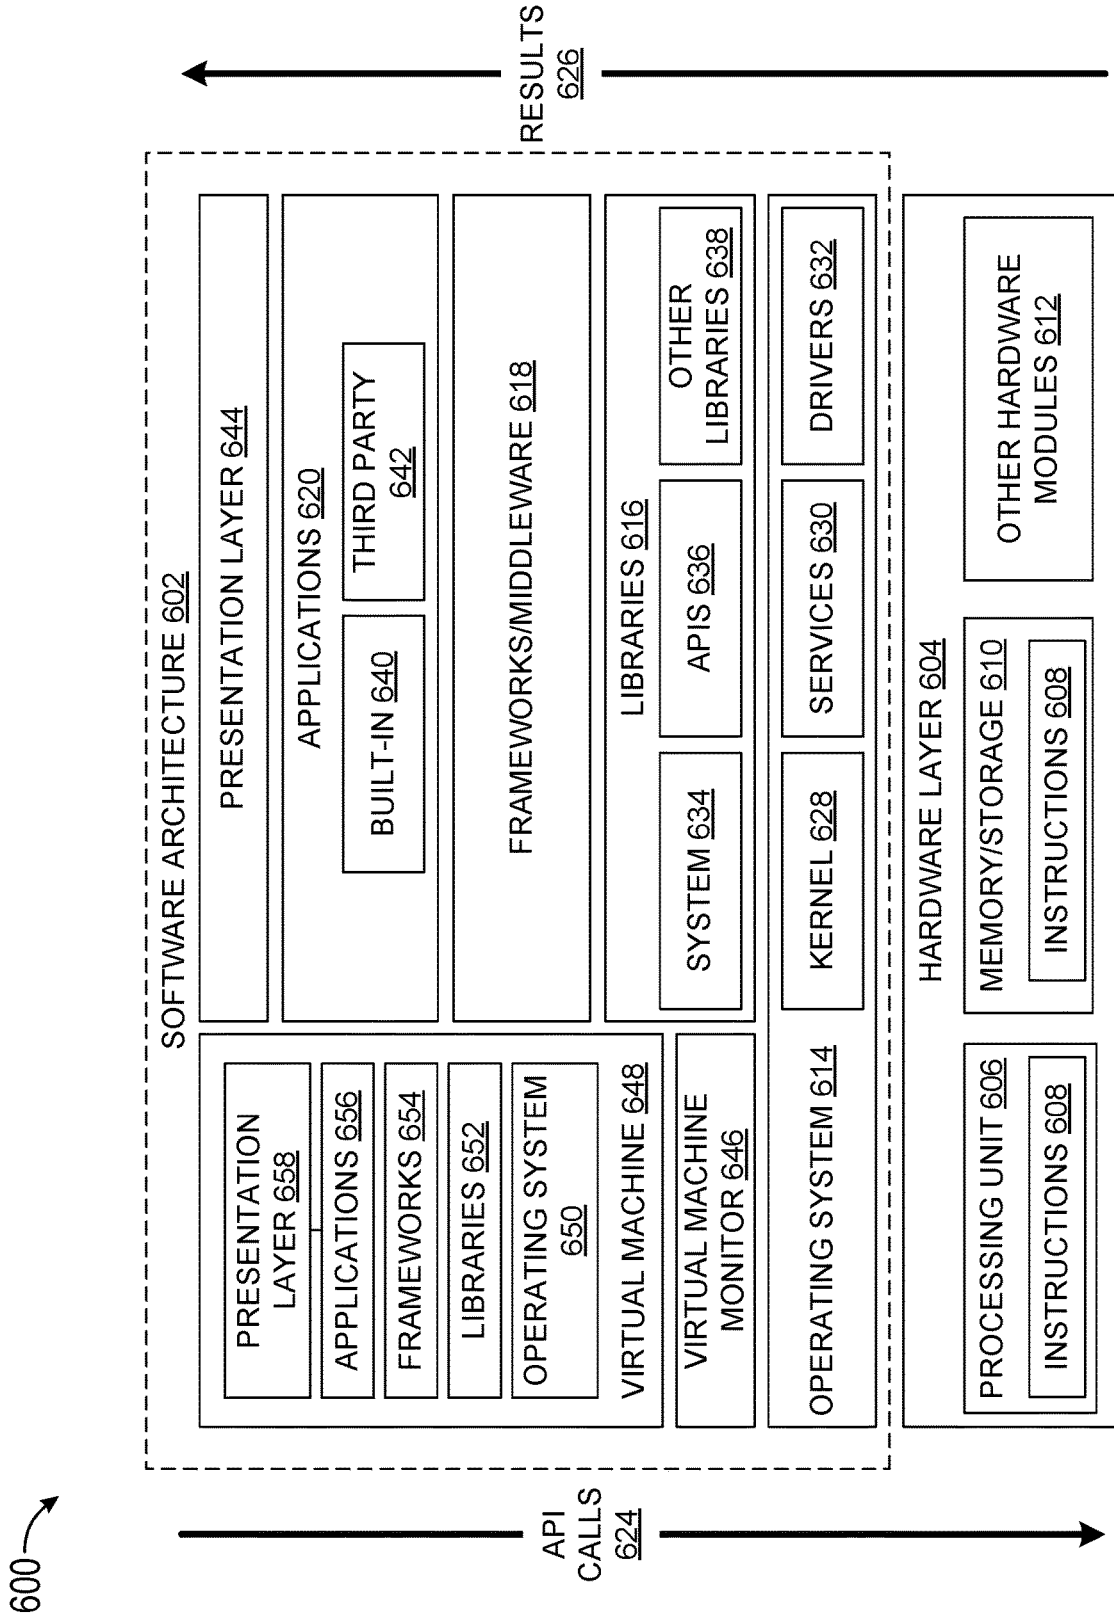 600
SOFTWARE ARCHITECTURE 602
PRESENTATION
LAYER 658
APPLICATIONS 656
FRAMEWORKS 654
LIBRARIES 652
OPERATING SYSTEM
650
VIRTUAL MACHINE 648
VIRTUAL MACHINE
MONITOR 646
PRESENTATION LAYER 644
APPLICATIONS 620
BUILT-IN 640
THIRD PARTY
642
FRAMEWORKS/MIDDLEWARE 618
LIBRARIES 616
SYSTEM 634
APIS 636
OTHER
LIBRARIES 638
OPERATING SYSTEM 614
KERNEL 628
SERVICES 630
DRIVERS 632
HARDWARE LAYER 604
PROCESSING UNIT 606
INSTRUCTIONS 608
MEMORY/STORAGE 610
INSTRUCTIONS 608
OTHER HARDWARE
MODULES 612
API
CALLS
624
RESULTS
626